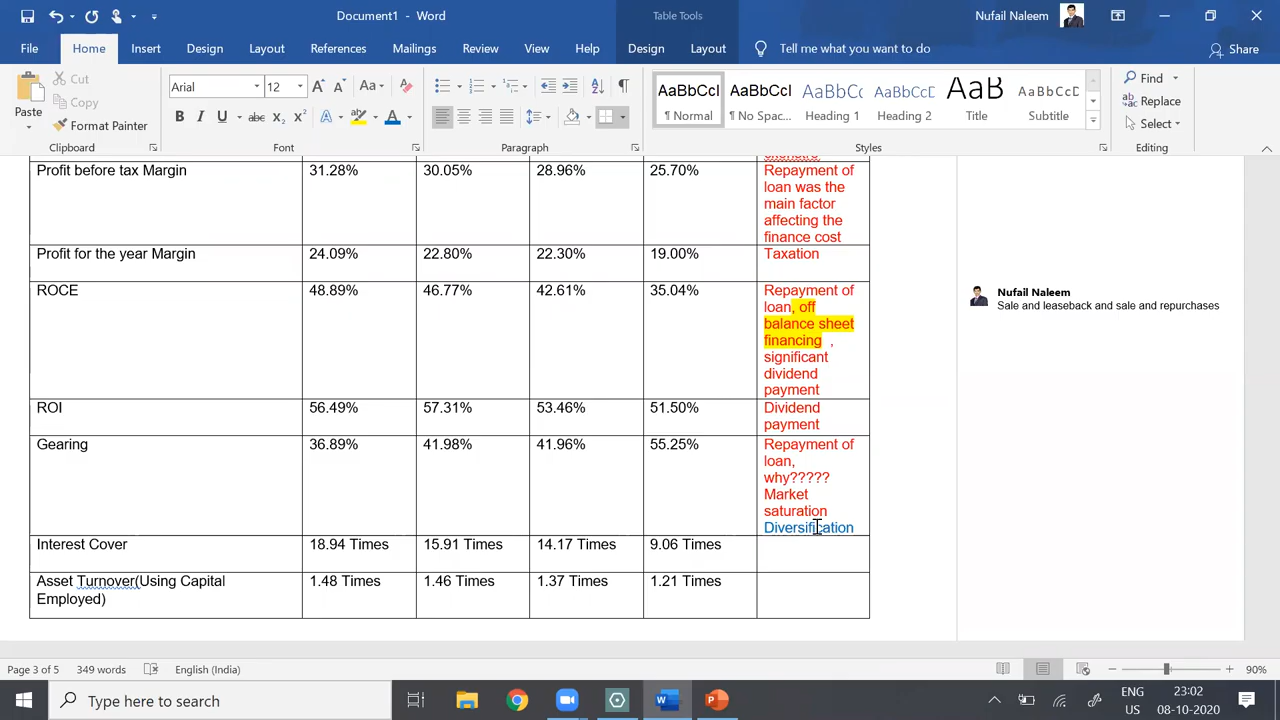 Document1 - Word
Table Tools
Nufail Naleem
File Home Insert Design Layout References Mailings Review View Help Design Layout Tell me what you want to do Share
Paste
Cut
Copy
Format Painter
Arial 12
Aa
B I U abc X2 X2 A A
AaBbCcI AaBbCcI AaBbCc AaBbCcC AaB AaBbCcD
¶ Normal ¶ No Spac... Heading 1 Heading 2 Title Subtitle
Find
Replace
Select
Clipboard Font Paragraph Styles Editing
Profit before tax Margin 31.28% 30.05% 28.96% 25.70% Repayment of
loan was the
main factor
affecting the
finance cost
Profit for the year Margin 24.09% 22.80% 22.30% 19.00% Taxation
ROCE 48.89% 46.77% 42.61% 35.04% Repayment of
loan, off
balance sheet
financing ,
significant
dividend
payment
Nufail Naleem
Sale and leaseback and sale and repurchases
ROI 56.49% 57.31% 53.46% 51.50% Dividend
payment
Gearing 36.89% 41.98% 41.96% 55.25% Repayment of
loan,
why?????
Market
saturation
Diversification
Interest Cover 18.94 Times 15.91 Times 14.17 Times 9.06 Times
Asset Turnover(Using Capital 1.48 Times 1.46 Times 1.37 Times 1.21 Times
Employed)
Page 3 of 5 349 words English (India) 90%
Type here to search
ENG 23:02
US 08-10-2020